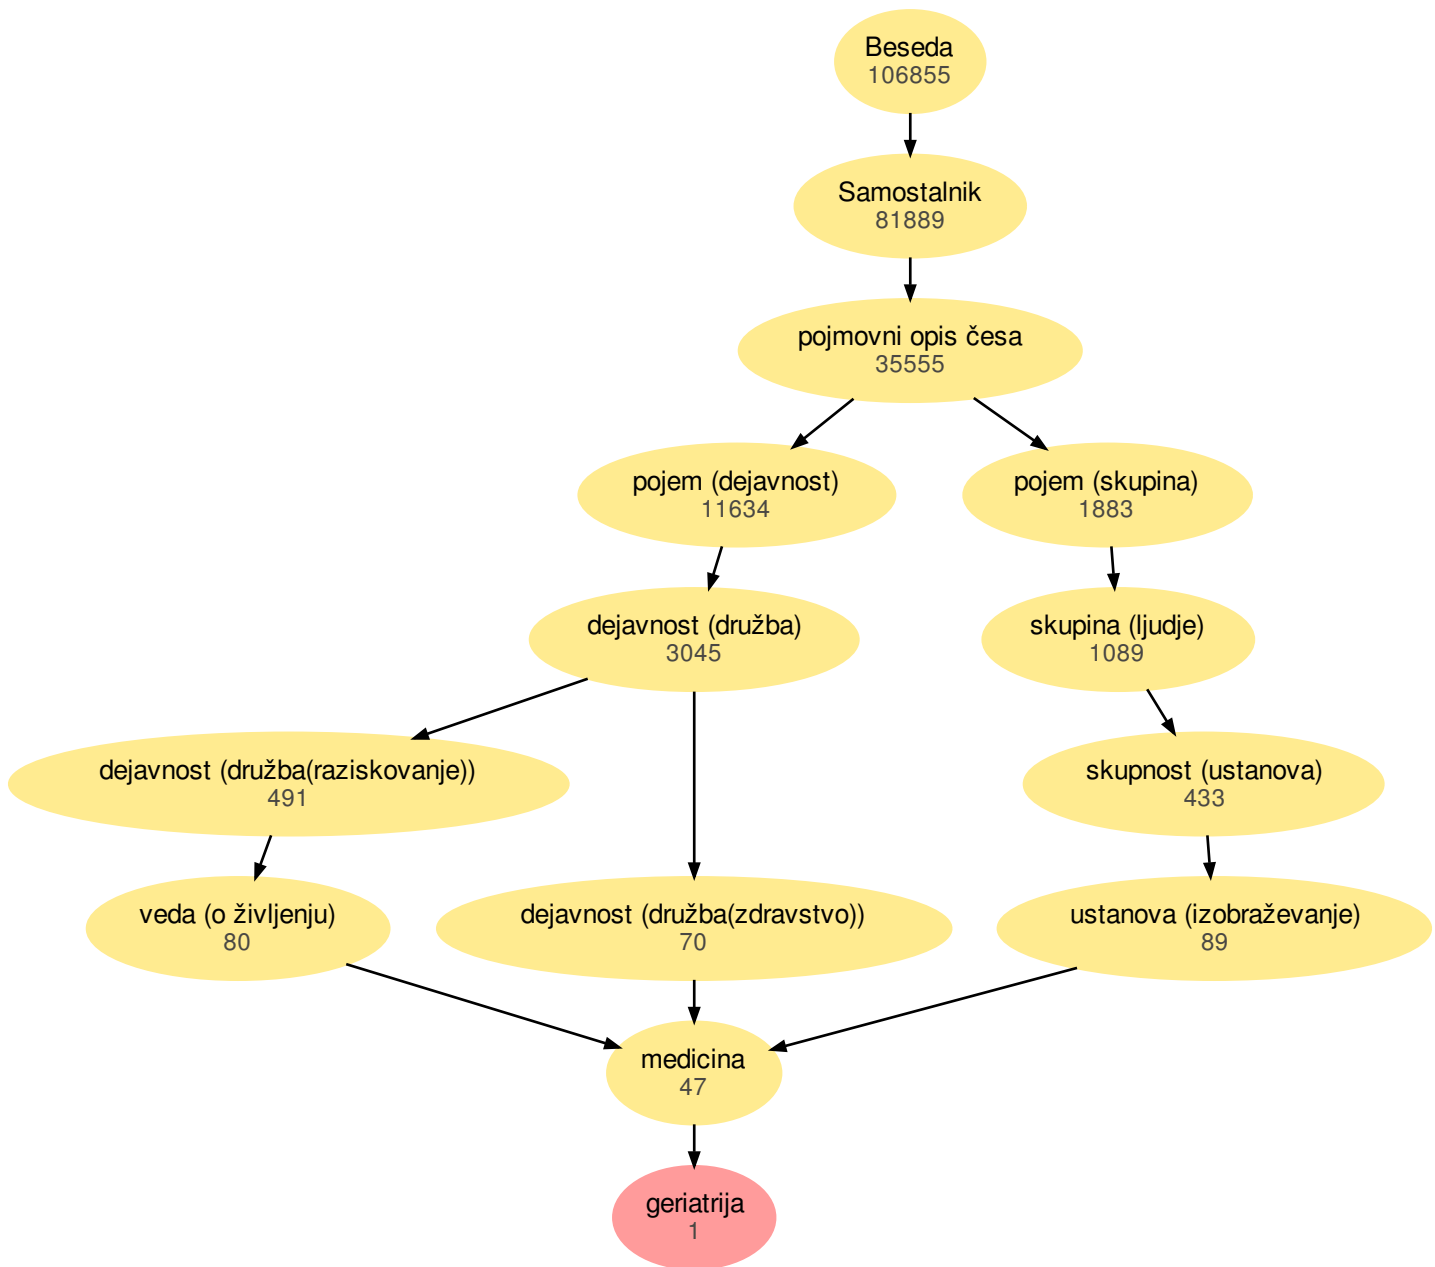 Beseda
106855
Samostalnik
81889
pojmovni opis česa
35555
pojem (dejavnost)
11634
pojem (skupina)
1883
dejavnost (družba)
3045
skupina (ljudje)
1089
dejavnost (družba(raziskovanje))
491
skupnost (ustanova)
433
veda (o življenju)
80
dejavnost (družba(zdravstvo))
70
ustanova (izobraževanje)
89
medicina
47
geriatrija
1